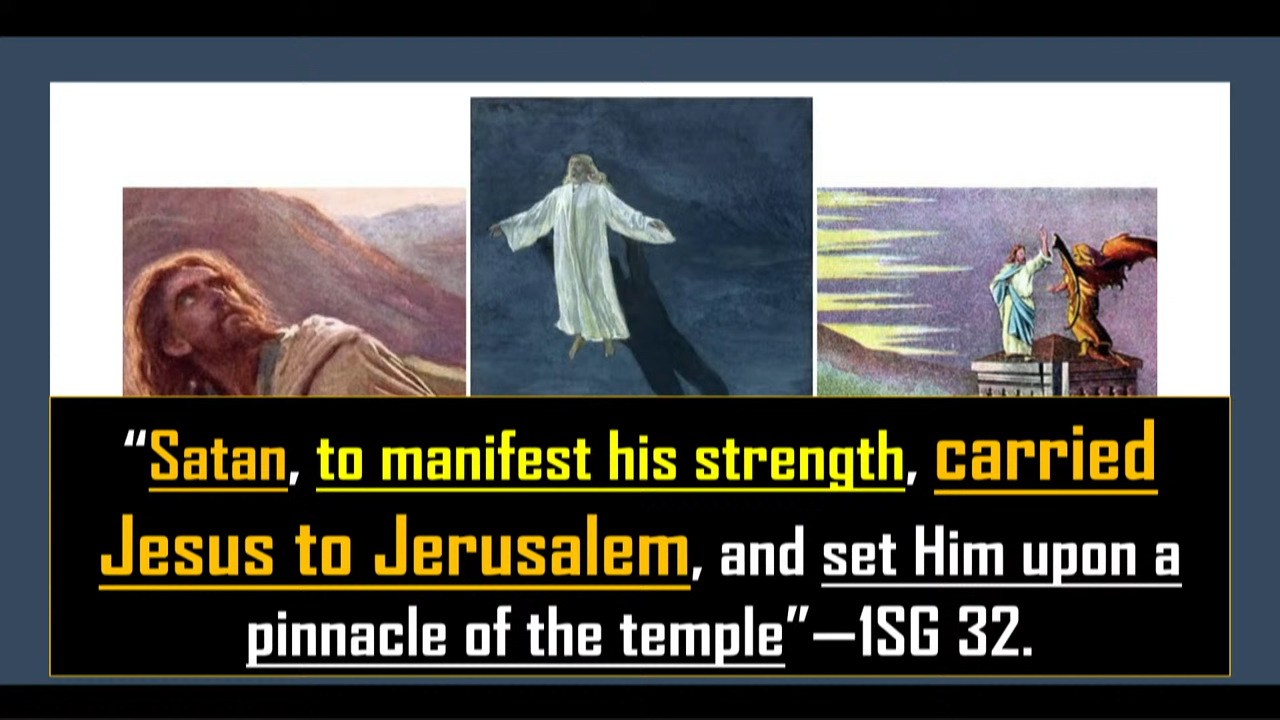 “Satan, to manifest his strength, carried
Jesus to Jerusalem, and set Him upon a
pinnacle of the temple”—1SG 32.